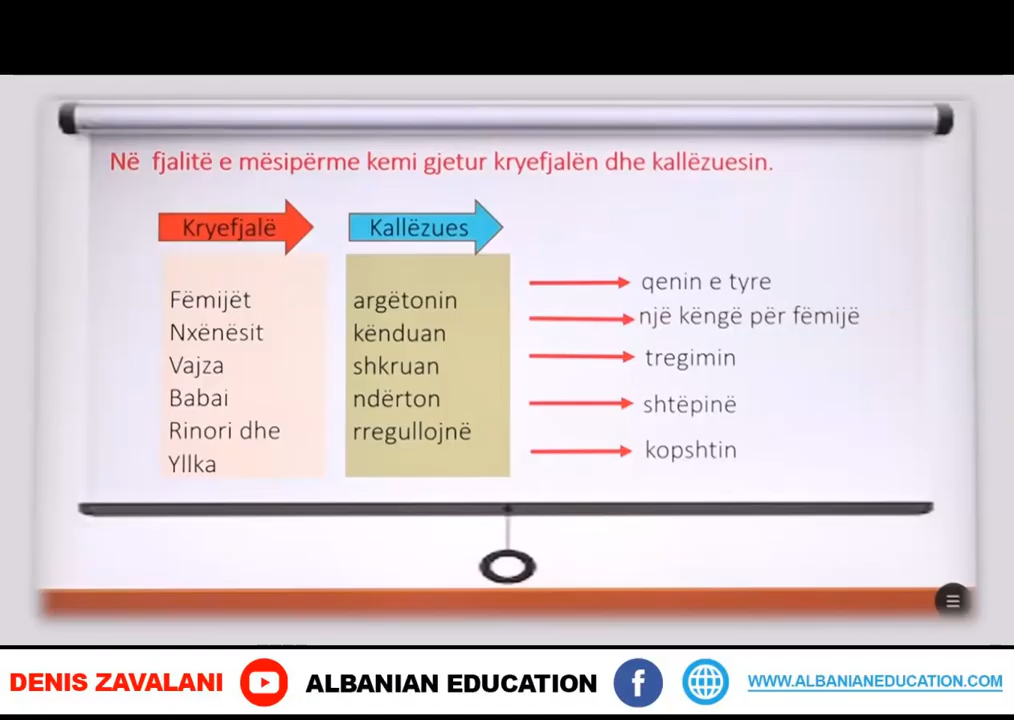 Në fjalitë e mësipërme kemi gjetur kryefjalën dhe kallëzuesin.
Kryefjalë
Kallëzues
Fëmijët
Nxënësit
Vajza
Babai
Rinori dhe
Yllka
argëtonin
kënduan
shkruan
ndërton
rregullojnë
qenin e tyre
një këngë për fëmijë
tregimin
shtëpinë
kopshtin
DENIS ZAVALANI
ALBANIAN EDUCATION
f
WWW.ALBANIANEDUCATION.COM